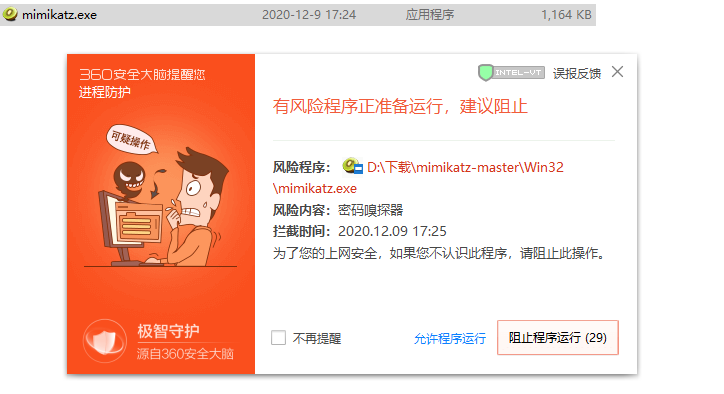 mimikatz.exe 2020-12-9 17:24 应用程序 1,164 KB
360安全大脑提醒您
进程防护
INTEL-VT 误报反馈
有风险程序正准备运行，建议阻止
可疑操作
风险程序： D:\下载\mimikatz-master\Win32
\mimikatz.exe
风险内容：密码嗅探器
拦截时间：2020.12.09 17:25
为了您的上网安全，如果您不认识此程序，请阻止此操作。
极智守护
源自360安全大脑
不再提醒 允许程序运行 阻止程序运行 (29)